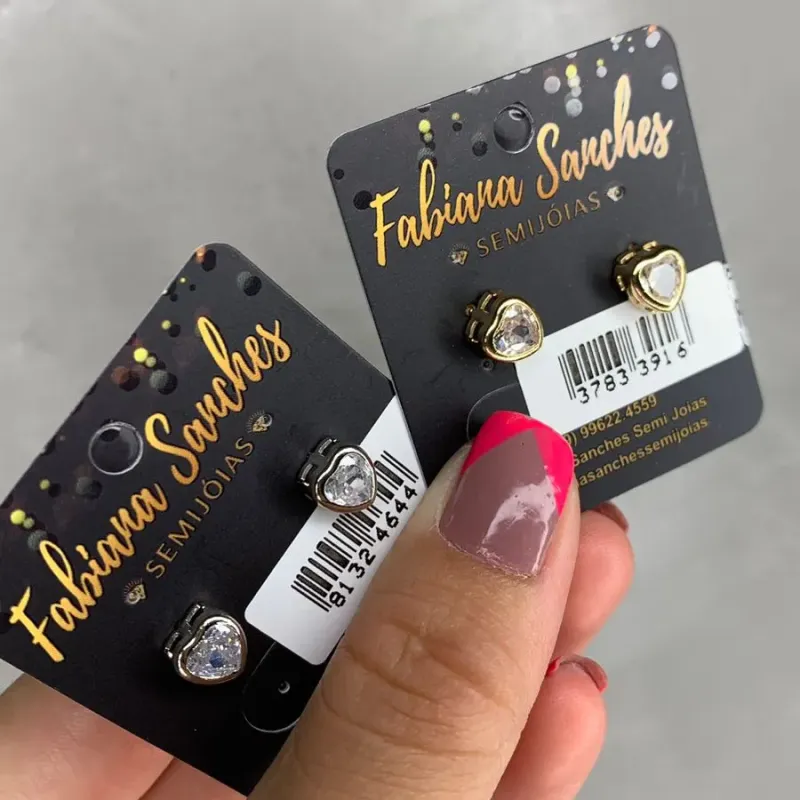 Fabiana Sanches
SEMIJÓIAS
8132 4644
Fabiana Sanches
SEMIJÓIAS
3783 3916
99622.4559
Sanches Semi Joias
asanchessemijoias